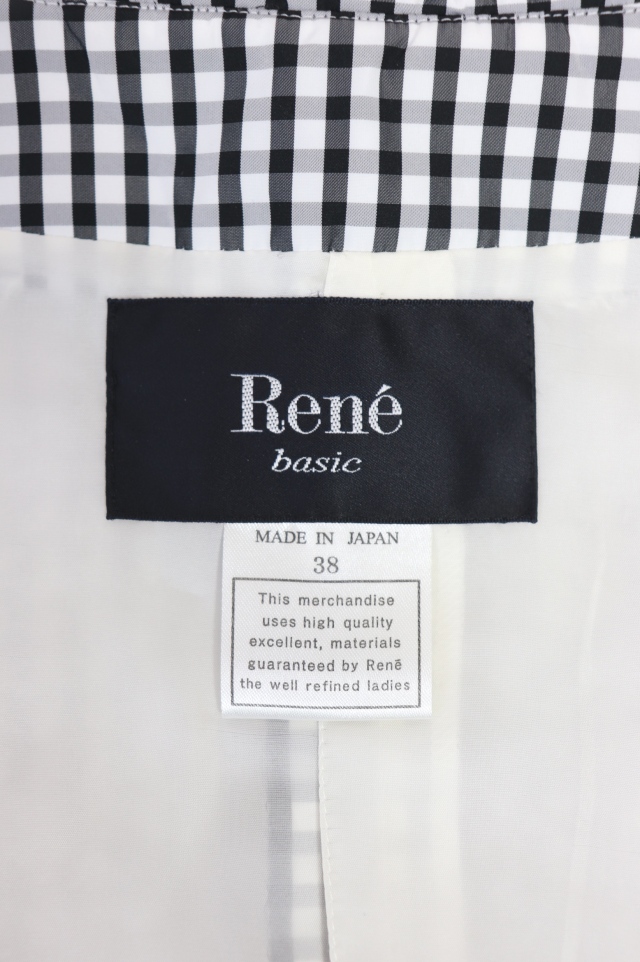 René
basic
MADE IN JAPAN
38
This merchandise
uses high quality
excellent, materials
guaranteed by René
the well refined ladies